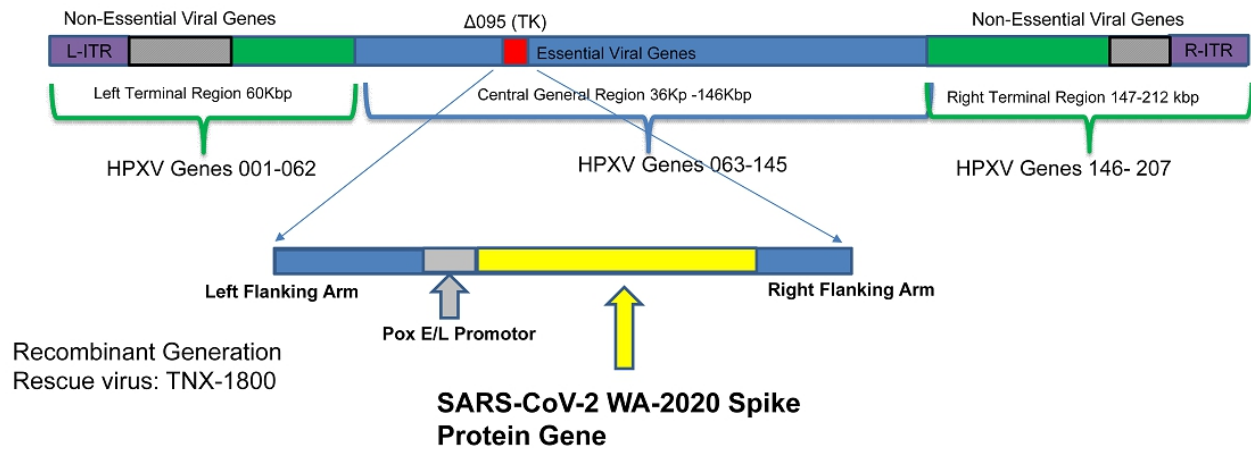 Non-Essential Viral Genes
Δ095 (TK)
Non-Essential Viral Genes
L-ITR
Essential Viral Genes
R-ITR
Left Terminal Region 60Kbp
Central General Region 36Kp -146Kbp
Right Terminal Region 147-212 kbp
HPXV Genes 001-062
HPXV Genes 063-145
HPXV Genes 146- 207
Left Flanking Arm
Right Flanking Arm
Pox E/L Promotor
Recombinant Generation
Rescue virus: TNX-1800
SARS-CoV-2 WA-2020 Spike
Protein Gene